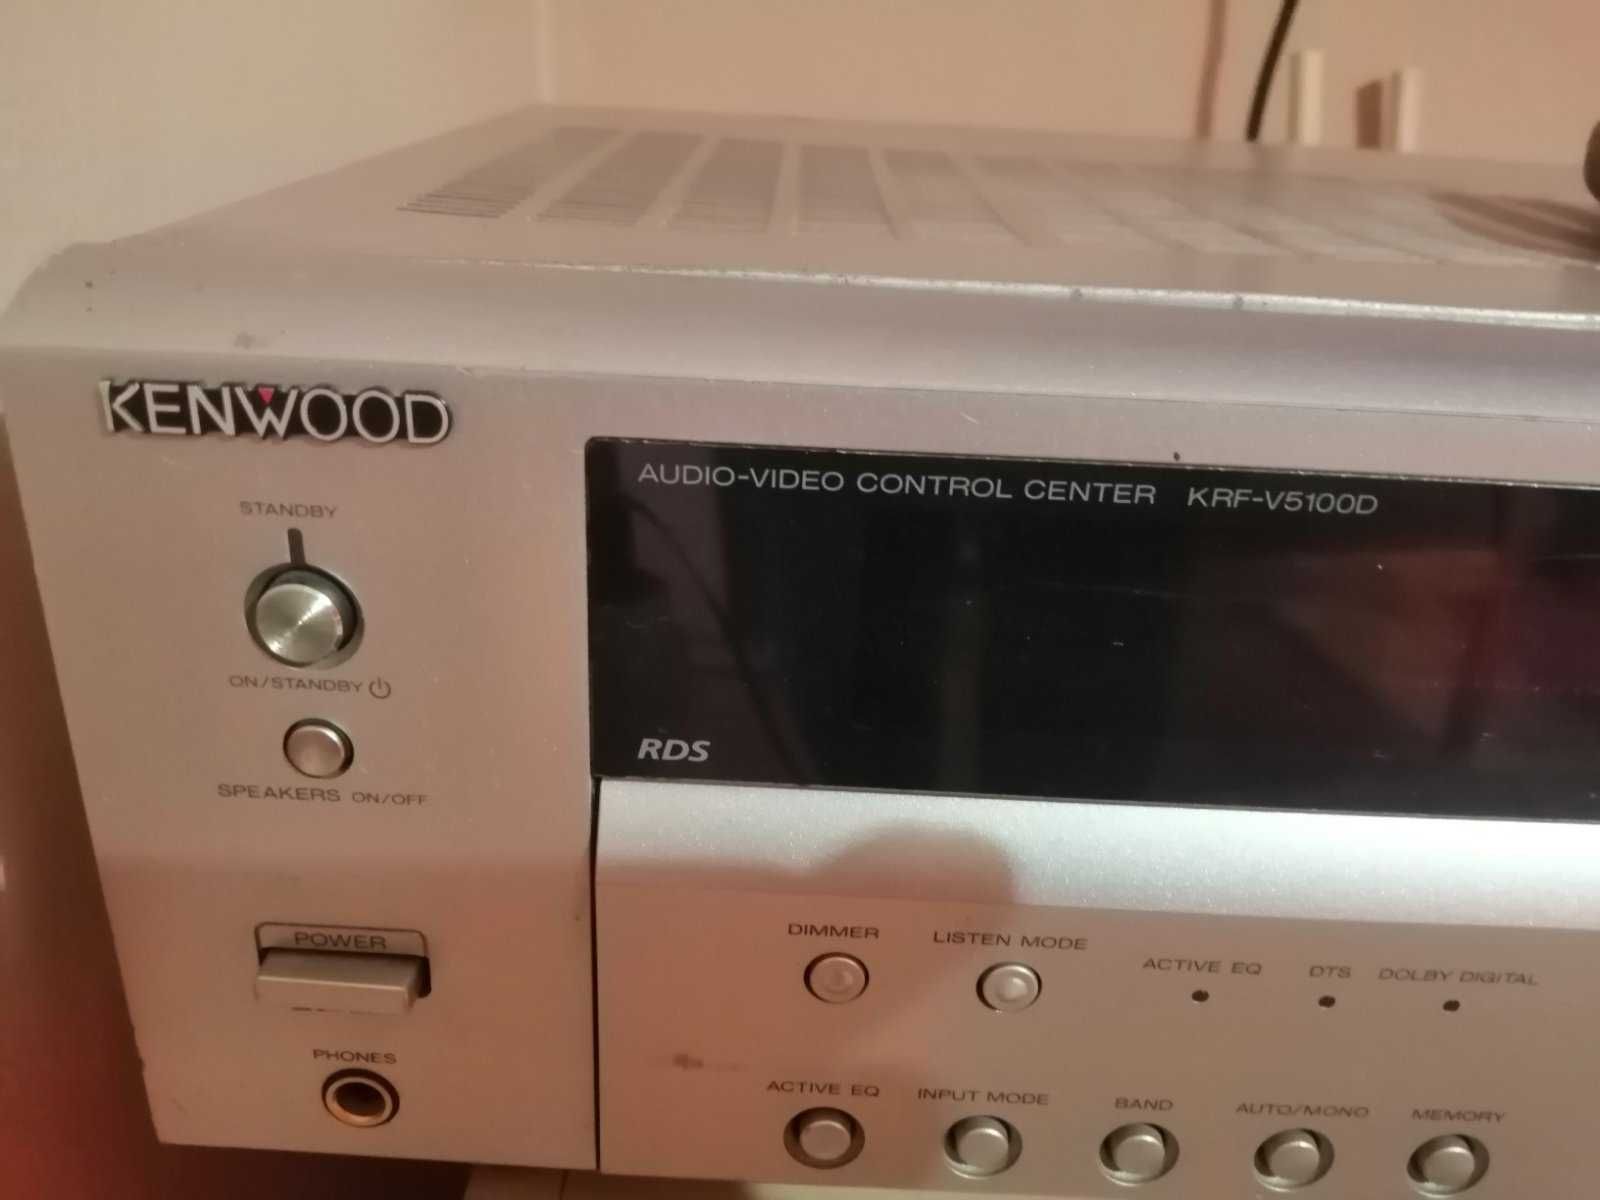 KENWOOD
STANDBY
ON/STANDBY
SPEAKERS ON/OFF
POWER
PHONES
AUDIO-VIDEO CONTROL CENTER KRF-V5100D
RDS
DIMMER
LISTEN MODE
ACTIVE EQ
DTS
DOLBY DIGITAL
ACTIVE EQ
INPUT MODE
BAND
AUTO/MONO
MEMORY